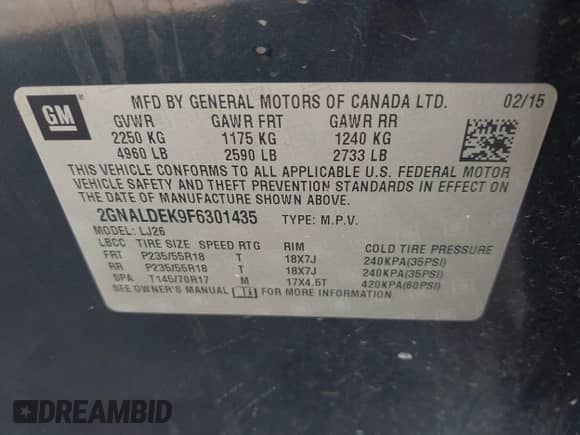 GM
MFD BY GENERAL MOTORS OF CANADA LTD. 02/15
GVWR GAWR FRT GAWR RR
2250 KG 1175 KG 1240 KG
4960 LB 2590 LB 2733 LB
THIS VEHICLE CONFORMS TO ALL APPLICABLE U.S. FEDERAL MOTOR
VEHICLE SAFETY AND THEFT PREVENTION STANDARDS IN EFFECT ON
THE DATE OF MANUFACTURE SHOWN ABOVE.
2GNALDEK9F6301435 TYPE: M.P.V.
MODEL: LJ26
LBCC TIRE SIZE SPEED RTG RIM COLD TIRE PRESSURE
FRT P235/55R18 T 18X7J 240KPA(35PSI)
RR P235/55R18 T 18X7J 240KPA(35PSI)
SPA T145/70R17 M 17X4.5T 420KPA(60PSI)
SEE OWNER'S MANUAL FOR MORE INFORMATION
DREAMBID